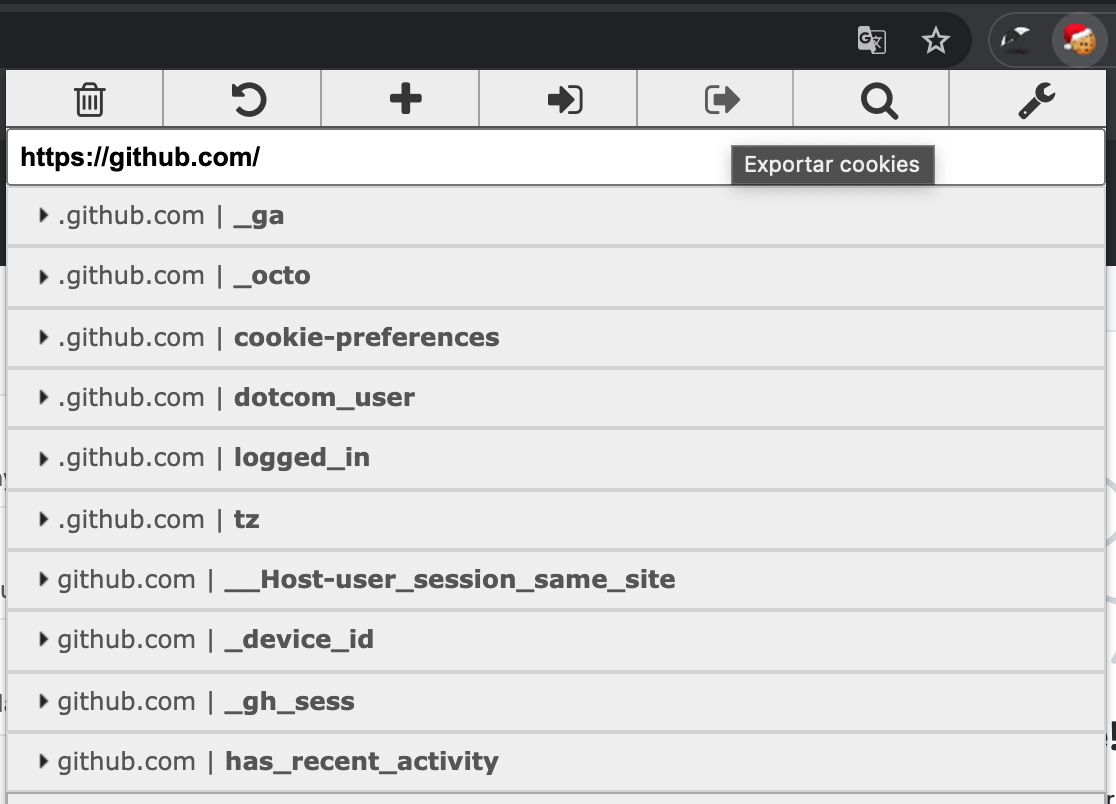 https://github.com/
Exportar cookies
.github.com | _ga
.github.com | _octo
.github.com | cookie-preferences
.github.com | dotcom_user
.github.com | logged_in
.github.com | tz
github.com | __Host-user_session_same_site
github.com | _device_id
github.com | _gh_sess
github.com | has_recent_activity